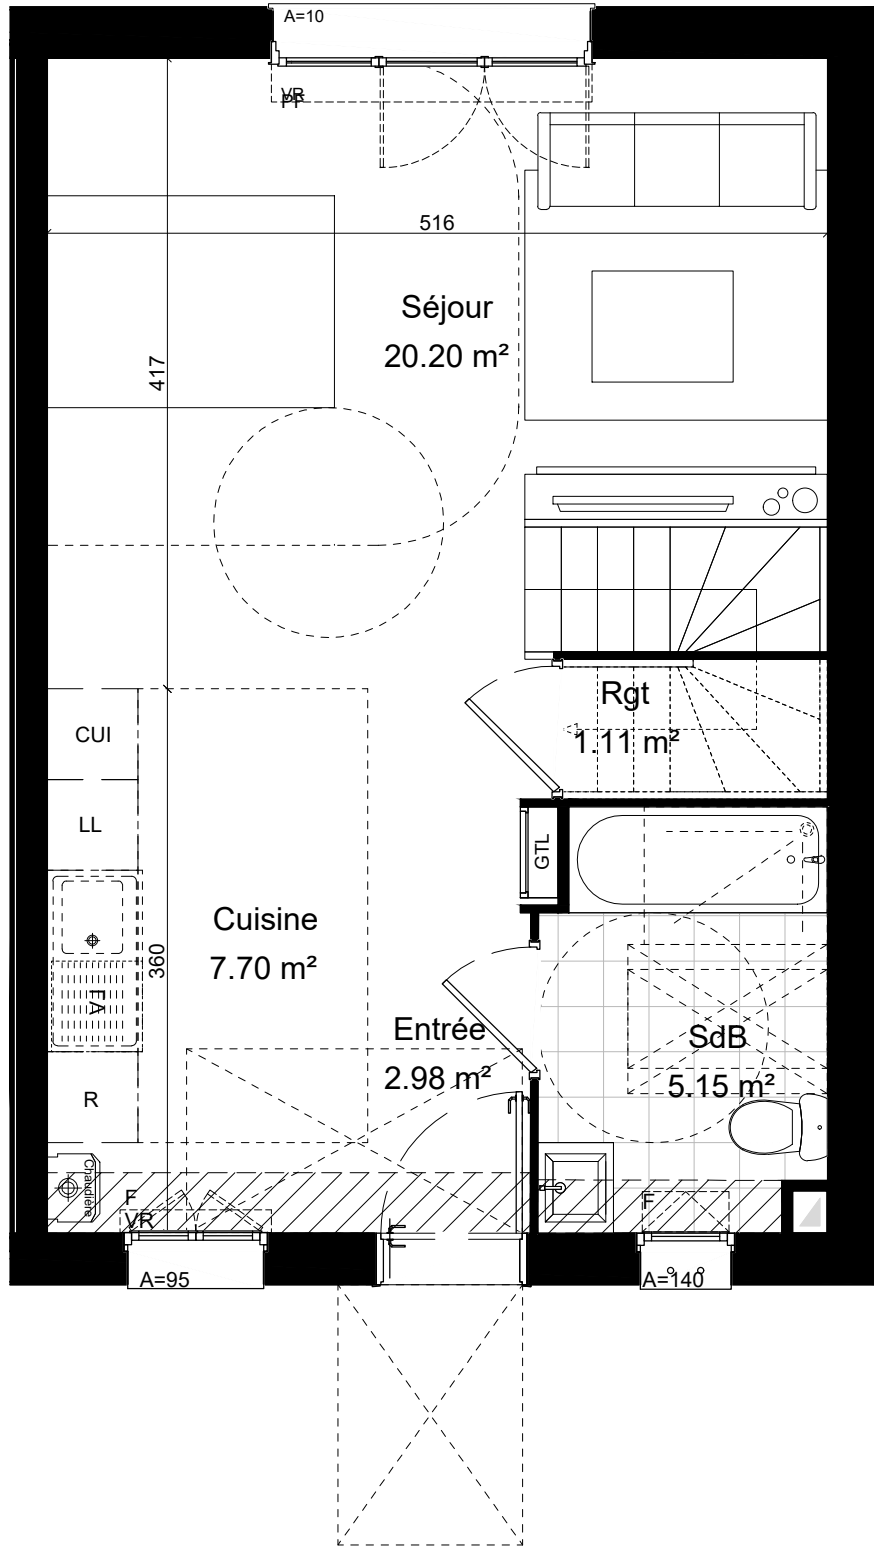 A=10
VR
PF
516
Séjour
20.20 m²
417
Rgt
1.11 m²
CUI
LL
GTL
Cuisine
7.70 m²
360
FA
Entrée
2.98 m²
SdB
5.15 m²
R
Chaudière
F
VR
F
A=95
A=140